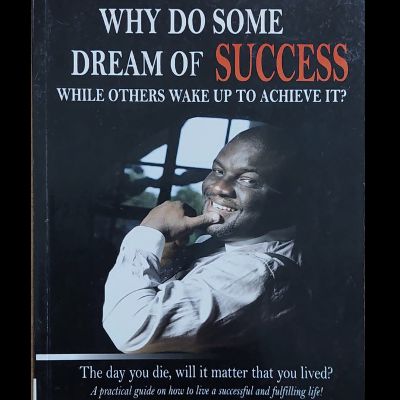 WHY DO SOME
DREAM OF SUCCESS
WHILE OTHERS WAKE UP TO ACHIEVE IT?
The day you die, will it matter that you lived?
A practical guide on how to live a successful and fulfilling life!